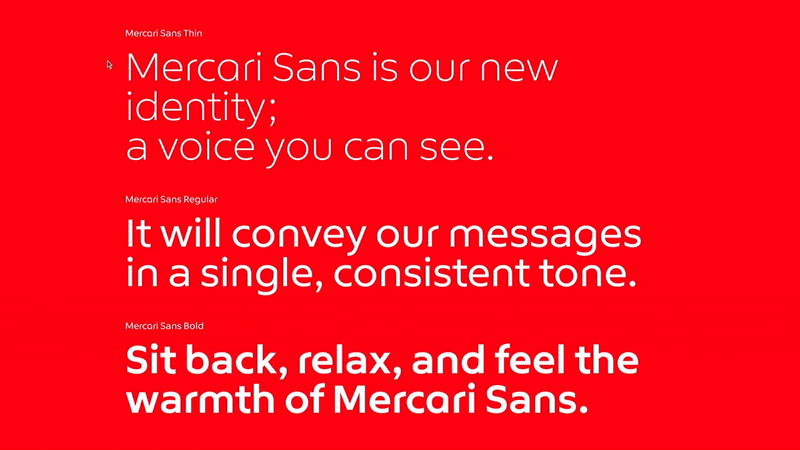 Mercari Sans Thin
Mercari Sans is our new
identity;
a voice you can see.
Mercari Sans Regular
It will convey our messages
in a single, consistent tone.
Mercari Sans Bold
Sit back, relax, and feel the
warmth of Mercari Sans.